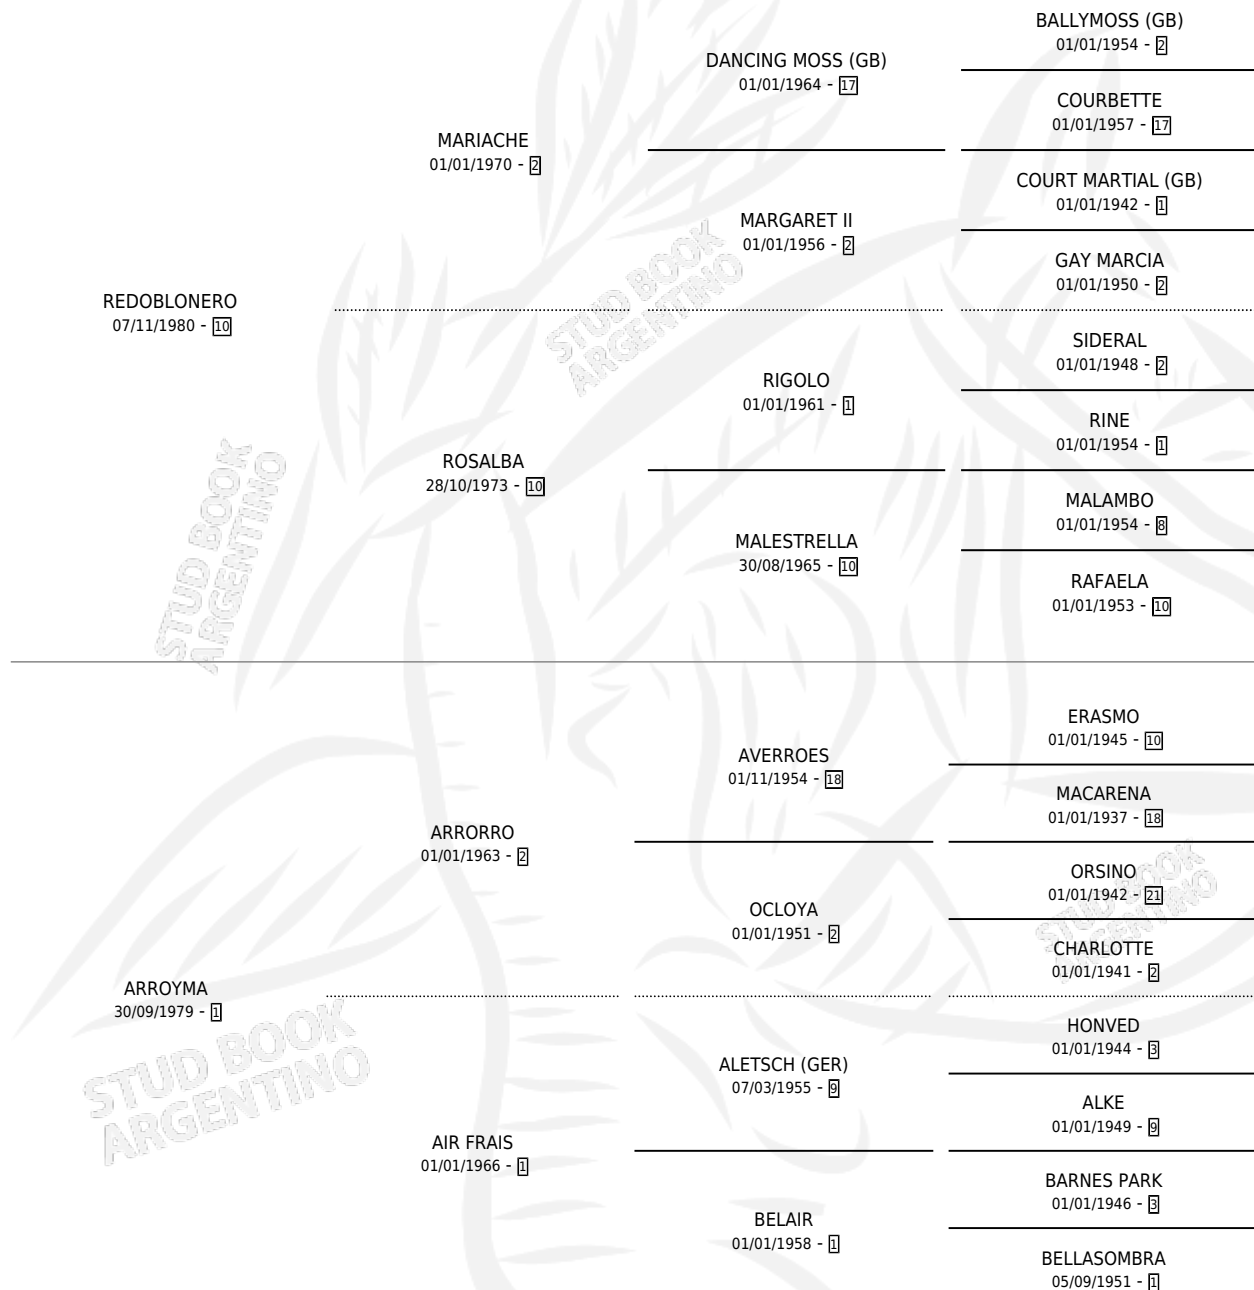 BALLYMOSS (GB)
01/01/1954 - 2
DANCING MOSS (GB)
01/01/1964 - 17
COURBETTE
01/01/1957 - 17
MARIACHE
01/01/1970 - 2
COURT MARTIAL (GB)
01/01/1942 - 1
MARGARET II
01/01/1956 - 2
GAY MARCIA
01/01/1950 - 2
REDOBLONERO
07/11/1980 - 10
STUD BOOK
ARGENTINO
SIDERAL
01/01/1948 - 2
RIGOLO
01/01/1961 - 1
RINE
01/01/1954 - 1
ROSALBA
28/10/1973 - 10
MALAMBO
01/01/1954 - 8
MALESTRELLA
30/08/1965 - 10
RAFAELA
01/01/1953 - 10
STUD BOOK
ARGENTINO
ERASMO
01/01/1945 - 10
AVERROES
01/11/1954 - 18
MACARENA
01/01/1937 - 18
ARRORRO
01/01/1963 - 2
ORSINO
01/01/1942 - 21
OCLOYA
01/01/1951 - 2
STUD BOOK
ARGENTINO
CHARLOTTE
01/01/1941 - 2
ARROYMA
30/09/1979 - 1
HONVED
01/01/1944 - 3
ALETSCH (GER)
07/03/1955 - 9
STUD BOOK
ARGENTINO
ALKE
01/01/1949 - 9
AIR FRAIS
01/01/1966 - 1
BARNES PARK
01/01/1946 - 3
BELAIR
01/01/1958 - 1
BELLASOMBRA
05/09/1951 - 1